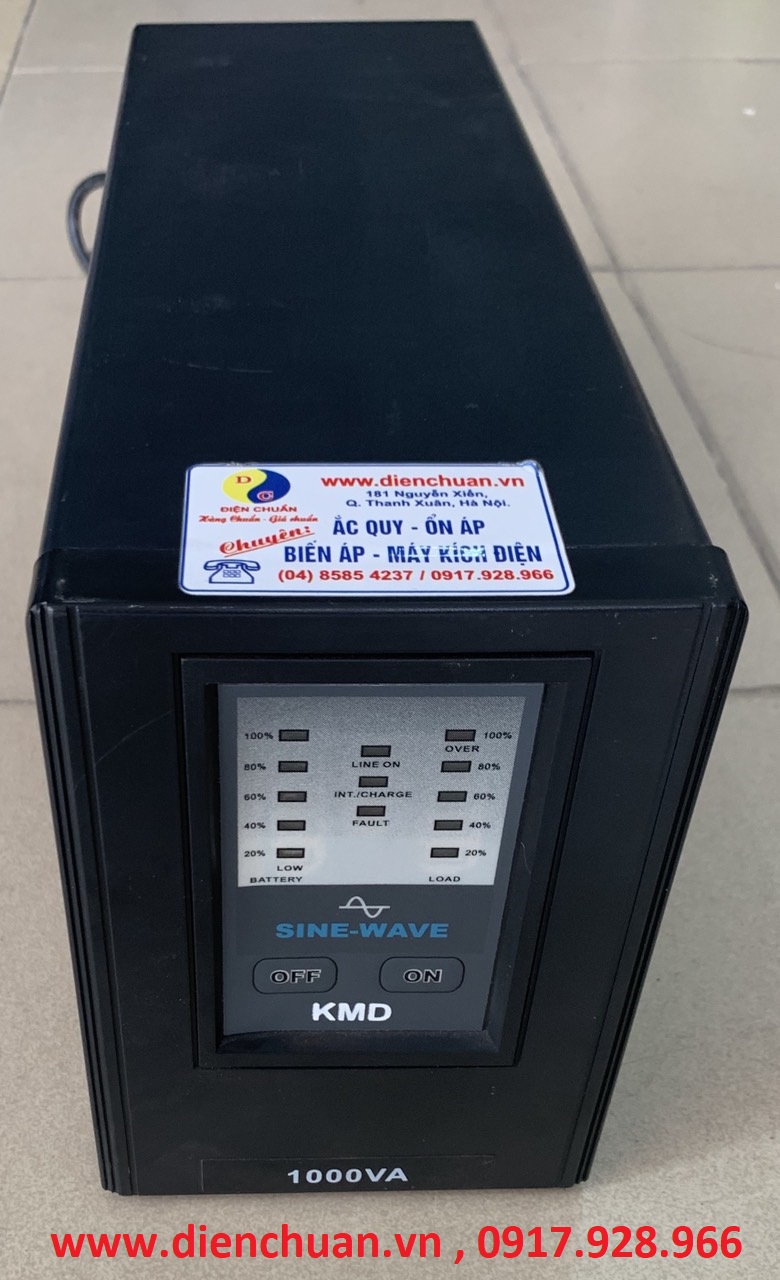 D
C
ĐIỆN CHUẨN
Hàng Chuẩn - Giá chuẩn
www.dienchuan.vn
181 Nguyễn Xiển,
Q. Thanh Xuân, Hà Nội.
Chuyên:
ẮC QUY - ỔN ÁP
BIẾN ÁP - MÁY KÍCH ĐIỆN
(04) 8585 4237 / 0917.928.966
100% 100%
OVER
LINE ON
80% 80%
INT./CHARGE
60% 60%
FAULT
40% 40%
20% 20%
LOW
BATTERY LOAD
SINE-WAVE
OFF ON
KMD
1000VA
www.dienchuan.vn , 0917.928.966